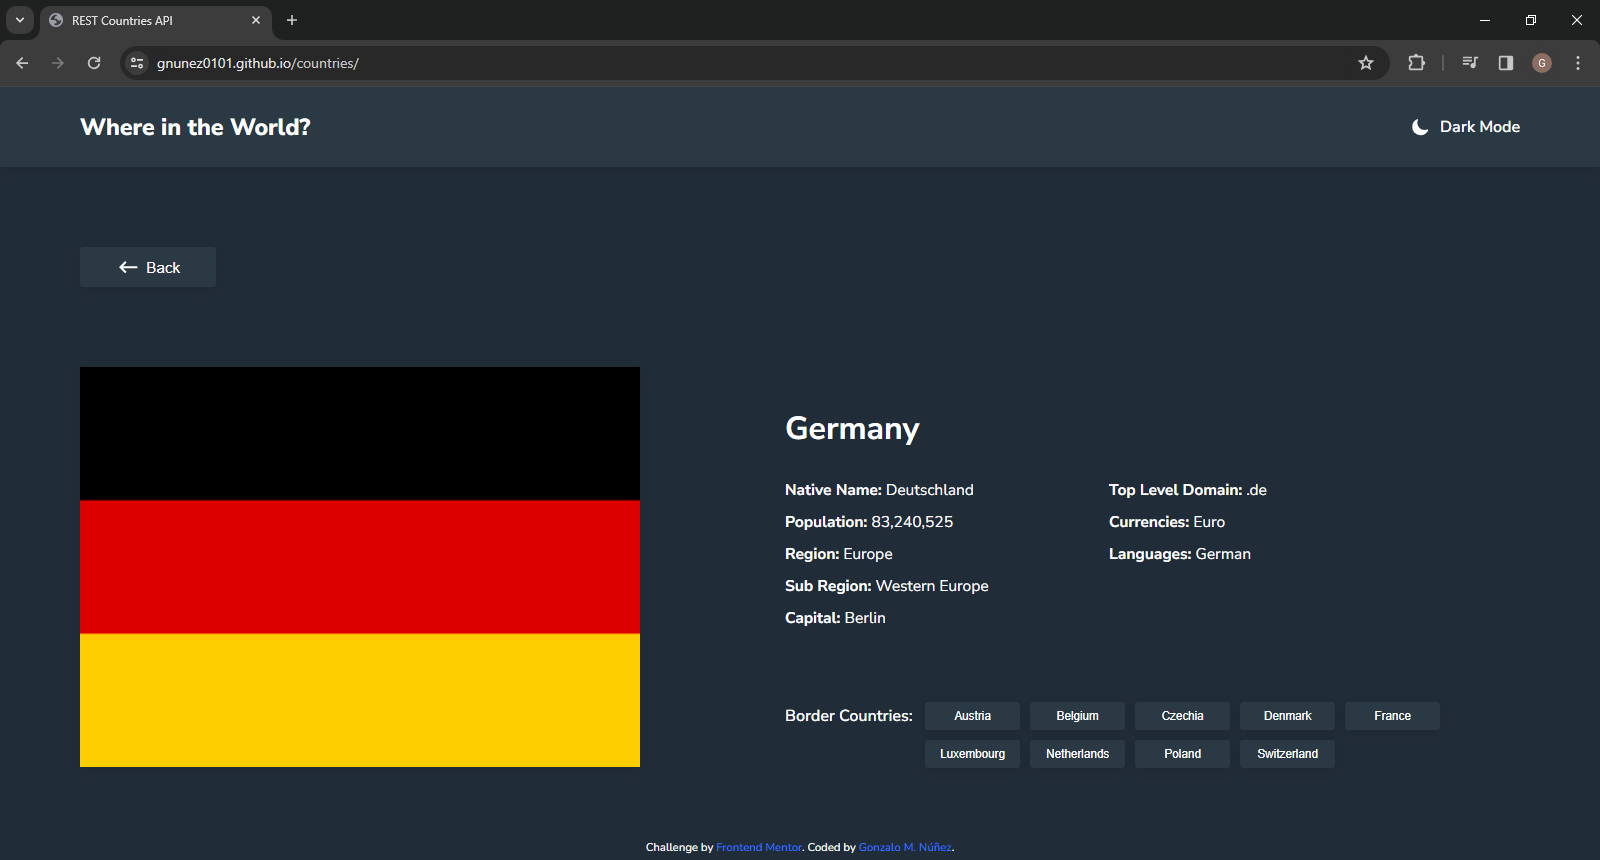 REST Countries API
gnunez0101.github.io/countries/
G
Where in the World?
Dark Mode
Back
Germany
Native Name: Deutschland
Population: 83,240,525
Region: Europe
Sub Region: Western Europe
Capital: Berlin
Top Level Domain: .de
Currencies: Euro
Languages: German
Border Countries: Austria Belgium Czechia Denmark France
Luxembourg Netherlands Poland Switzerland
Challenge by Frontend Mentor. Coded by Gonzalo M. Núñez.